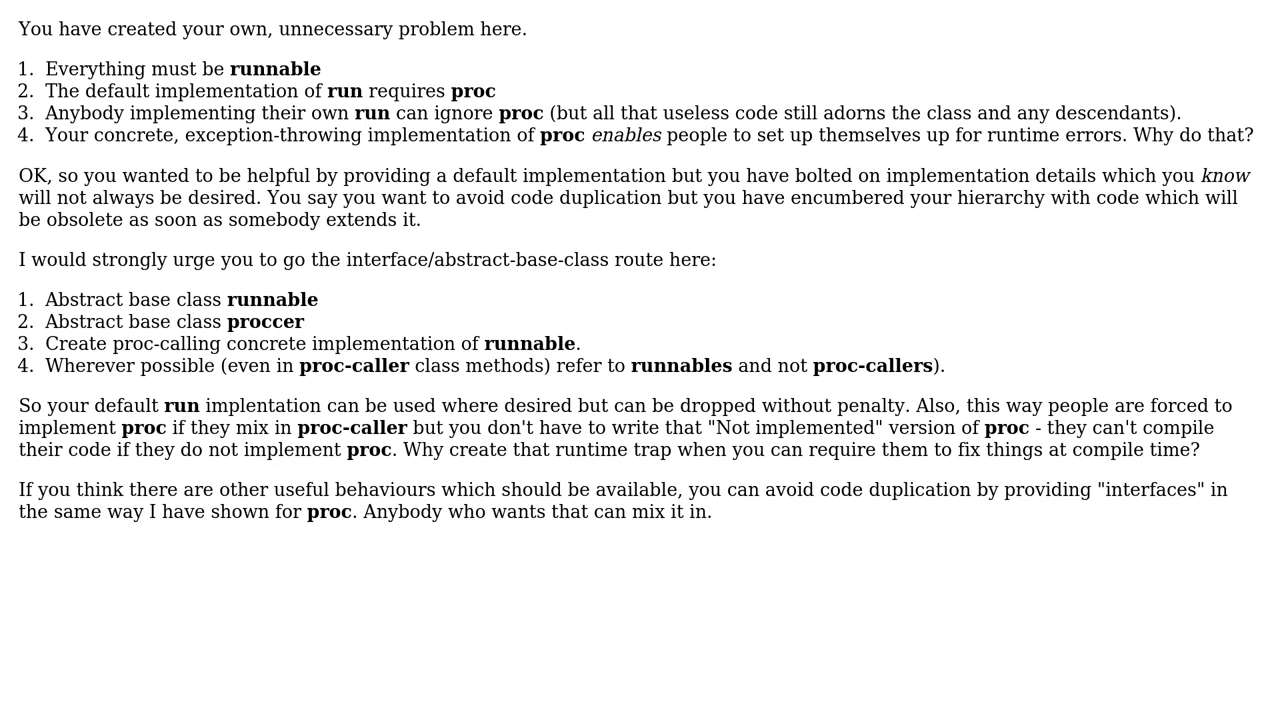 You have created your own, unnecessary problem here.
1. Everything must be runnable
2. The default implementation of run requires proc
3. Anybody implementing their own run can ignore proc (but all that useless code still adorns the class and any descendants).
4. Your concrete, exception-throwing implementation of proc enables people to set up themselves up for runtime errors. Why do that?
OK, so you wanted to be helpful by providing a default implementation but you have bolted on implementation details which you know
will not always be desired. You say you want to avoid code duplication but you have encumbered your hierarchy with code which will
be obsolete as soon as somebody extends it.
I would strongly urge you to go the interface/abstract-base-class route here:
1. Abstract base class runnable
2. Abstract base class proccer
3. Create proc-calling concrete implementation of runnable.
4. Wherever possible (even in proc-caller class methods) refer to runnables and not proc-callers).
So your default run implentation can be used where desired but can be dropped without penalty. Also, this way people are forced to
implement proc if they mix in proc-caller but you don't have to write that "Not implemented" version of proc - they can't compile
their code if they do not implement proc. Why create that runtime trap when you can require them to fix things at compile time?
If you think there are other useful behaviours which should be available, you can avoid code duplication by providing "interfaces" in
the same way I have shown for proc. Anybody who wants that can mix it in.